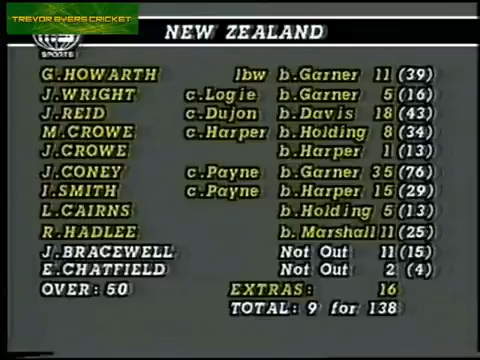 TREVOR BYERS CRICKET
SPORTS
NEW ZEALAND
G.HOWARTH lbw b.Garner 11 (39)
J.WRIGHT c.Logie b.Garner 5 (16)
J.REID c.Dujon b.Davis 18 (43)
M.CROWE c.Harper b.Holding 8 (34)
J.CROWE b.Harper 1 (13)
J.CONEY c.Payne b.Garner 35 (76)
I.SMITH c.Payne b.Harper 15 (29)
L.CAIRNS b.Holding 5 (13)
R.HADLEE b.Marshall 11 (25)
J.BRACEWELL Not Out 11 (15)
E.CHATFIELD Not Out 2 (4)
OVER: 50 EXTRAS: 16
TOTAL: 9 for 138